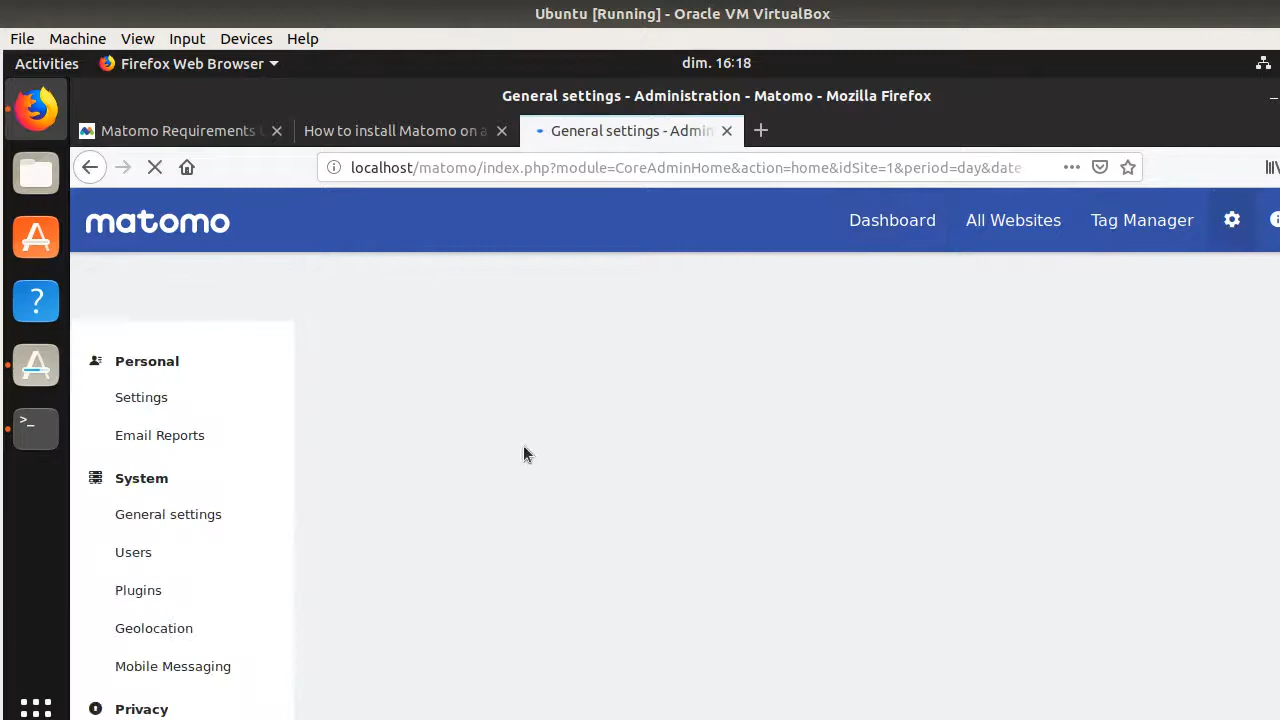 Ubuntu [Running] - Oracle VM VirtualBox
File Machine View Input Devices Help
Activities Firefox Web Browser dim. 16:18
General settings - Administration - Matomo - Mozilla Firefox
Matomo Requirements How to install Matomo on a General settings - Admin
localhost/matomo/index.php?module=CoreAdminHome&action=home&idSite=1&period=day&date
matomo Dashboard All Websites Tag Manager
Personal
Settings
Email Reports
System
General settings
Users
Plugins
Geolocation
Mobile Messaging
Privacy